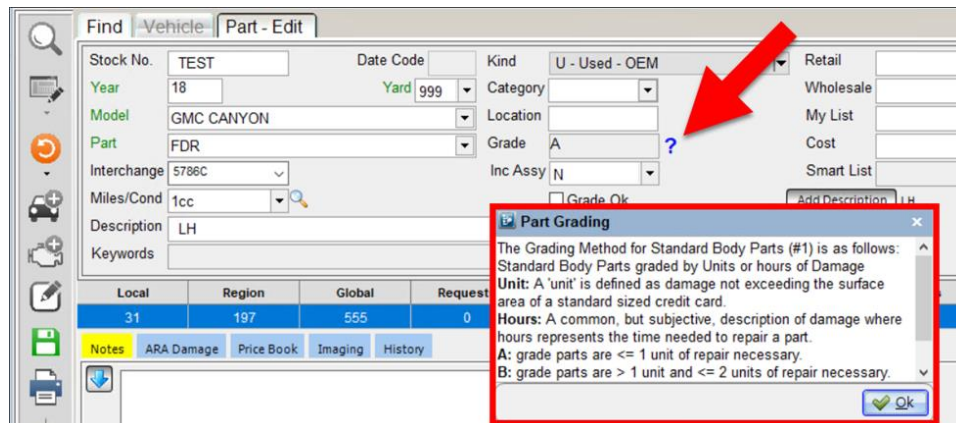 Find Vehicle Part - Edit
Stock No. TEST Date Code Kind U - Used - OEM Retail
Year 18 Yard 999 Category Wholesale
Model GMC CANYON Location My List
Part FDR Grade A ? Cost
Interchange 5786C Inc Assy N Smart List
Miles/Cond 1cc Grade Ok Add Description LH
Description LH
Keywords
Local Region Global Request
31 197 555 0
Notes ARA Damage Price Book Imaging History
Part Grading
The Grading Method for Standard Body Parts (#1) is as follows:
Standard Body Parts graded by Units or hours of Damage
Unit: A 'unit' is defined as damage not exceeding the surface
area of a standard sized credit card.
Hours: A common, but subjective, description of damage where
hours represents the time needed to repair a part.
A: grade parts are <= 1 unit of repair necessary.
B: grade parts are > 1 unit and <= 2 units of repair necessary.
Ok